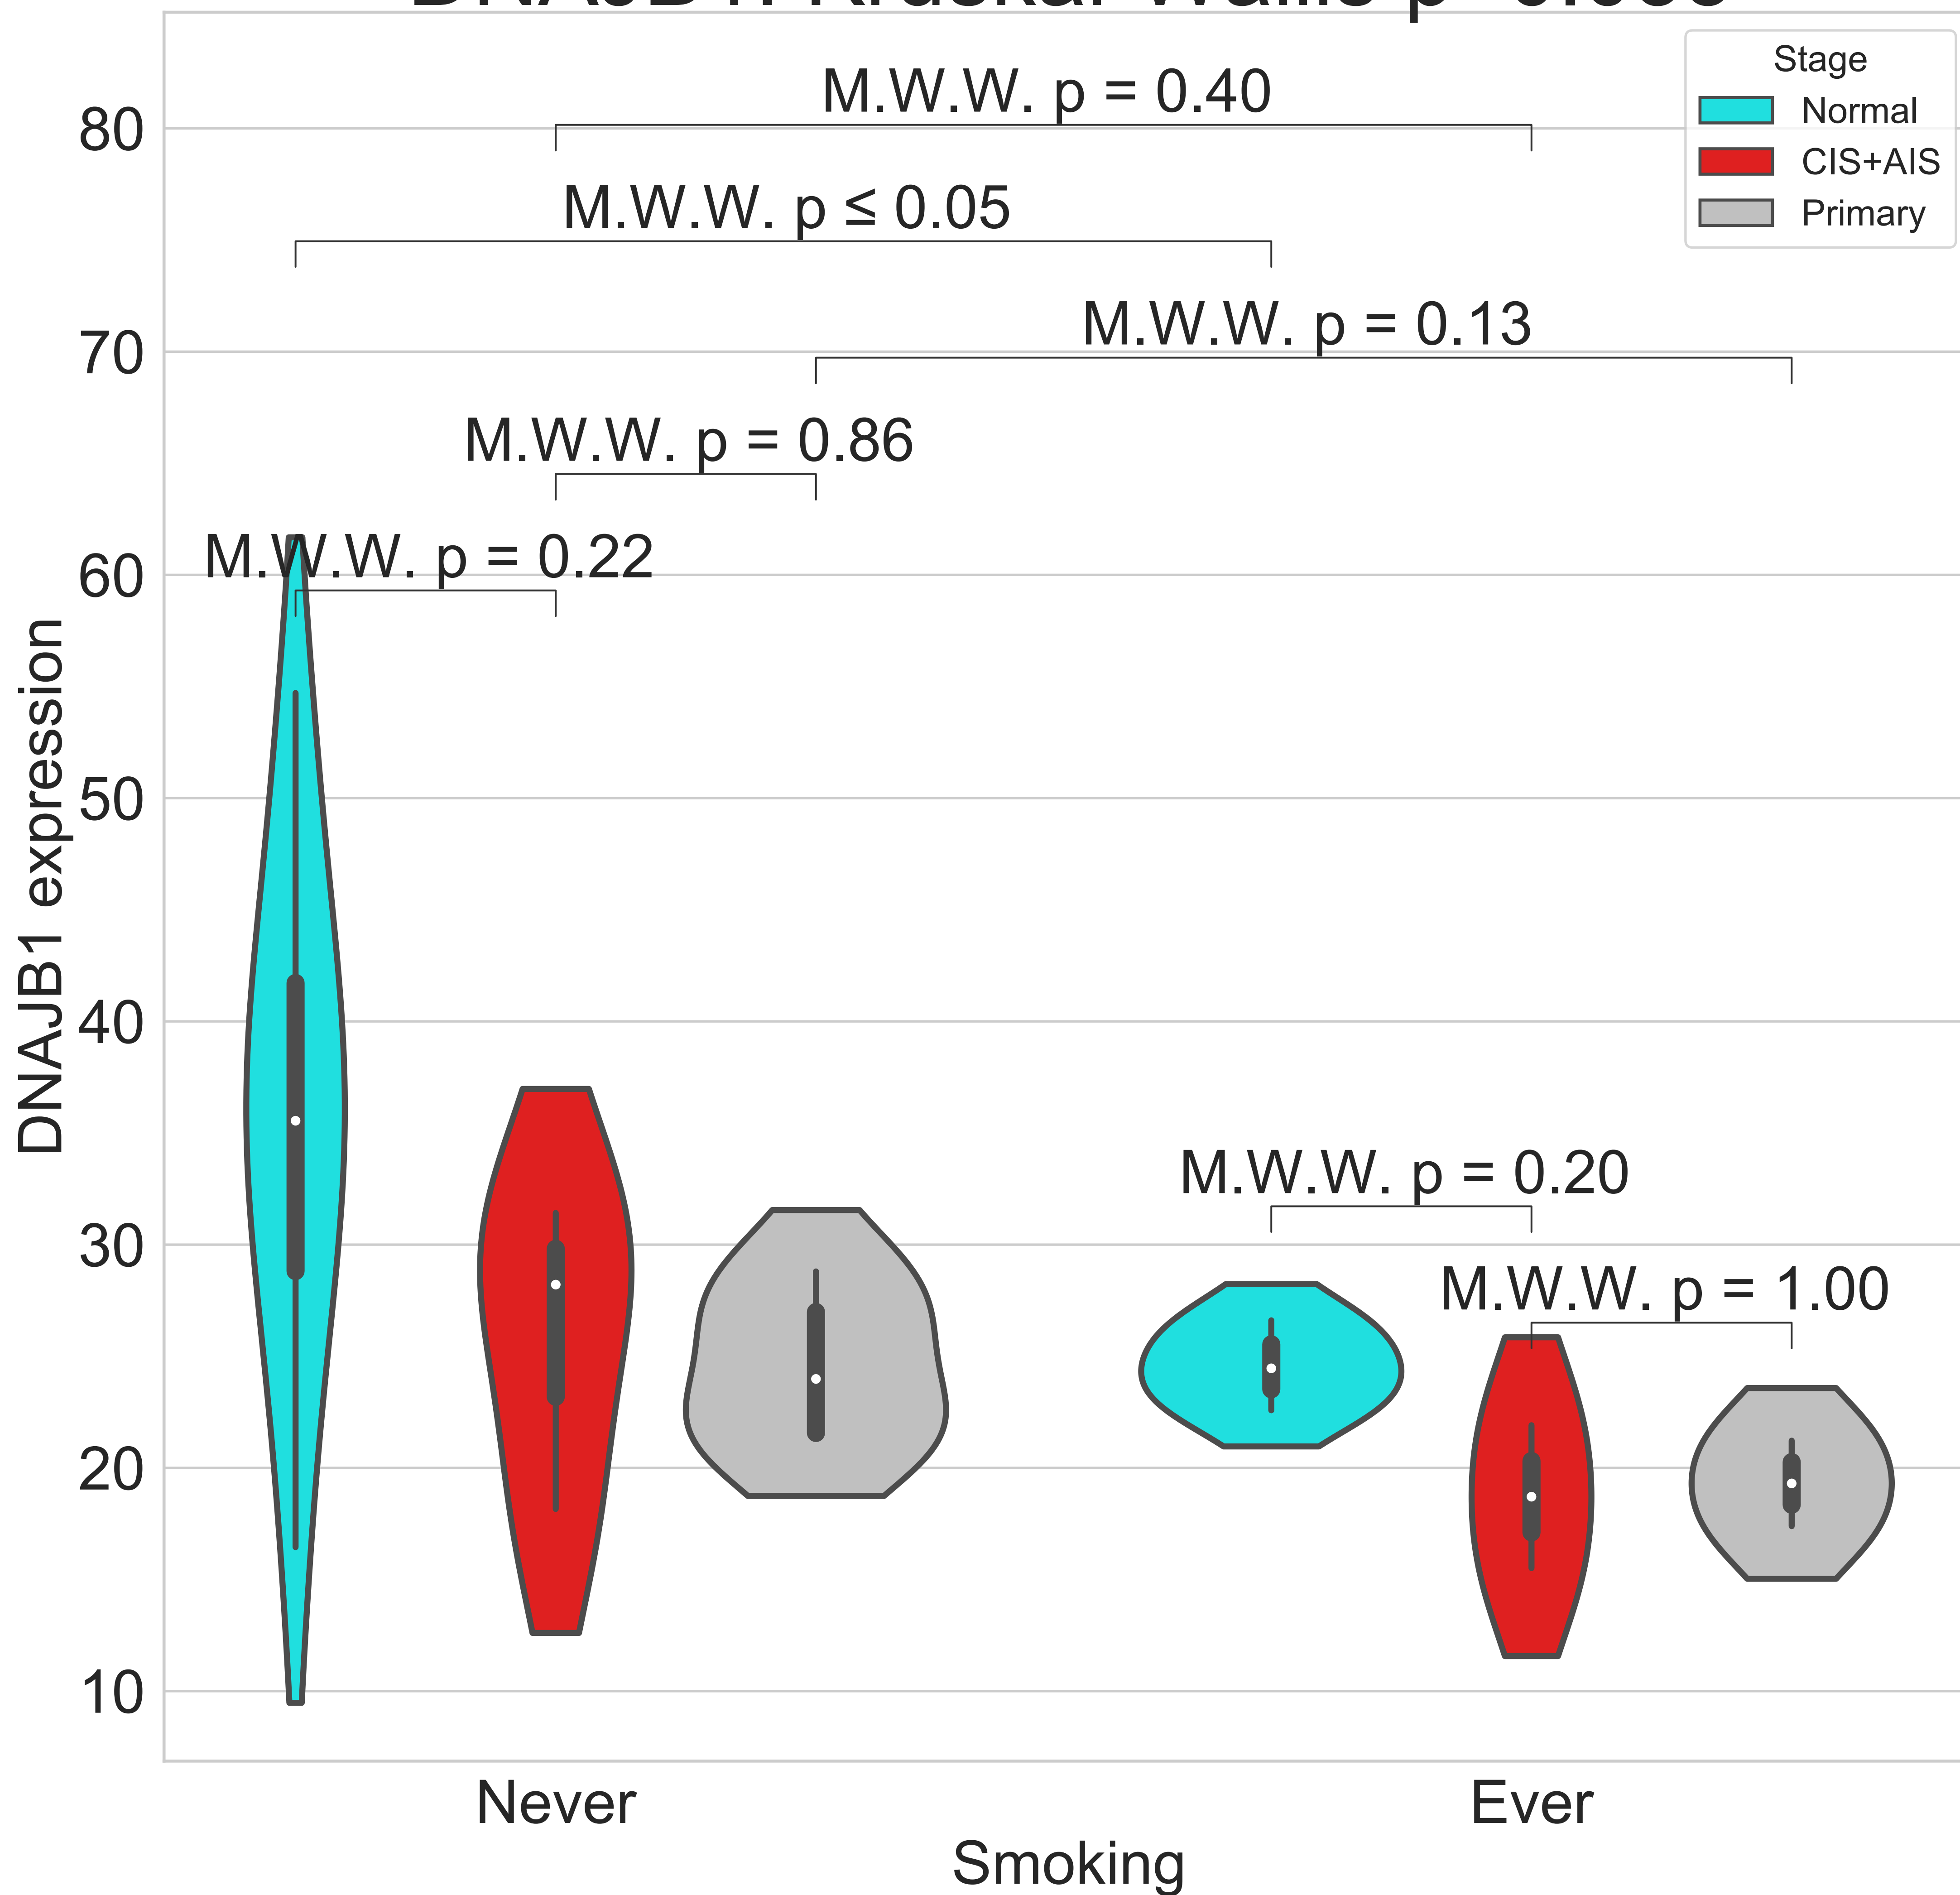 Stage
Normal
CIS+AIS
Primary
M.W.W. p = 0.40
M.W.W. p ≤ 0.05
M.W.W. p = 0.13
M.W.W. p = 0.86
M.W.W. p = 0.22
M.W.W. p = 0.20
M.W.W. p = 1.00
80
70
60
50
40
30
20
10
DNAJB1 expression
Never
Ever
Smoking